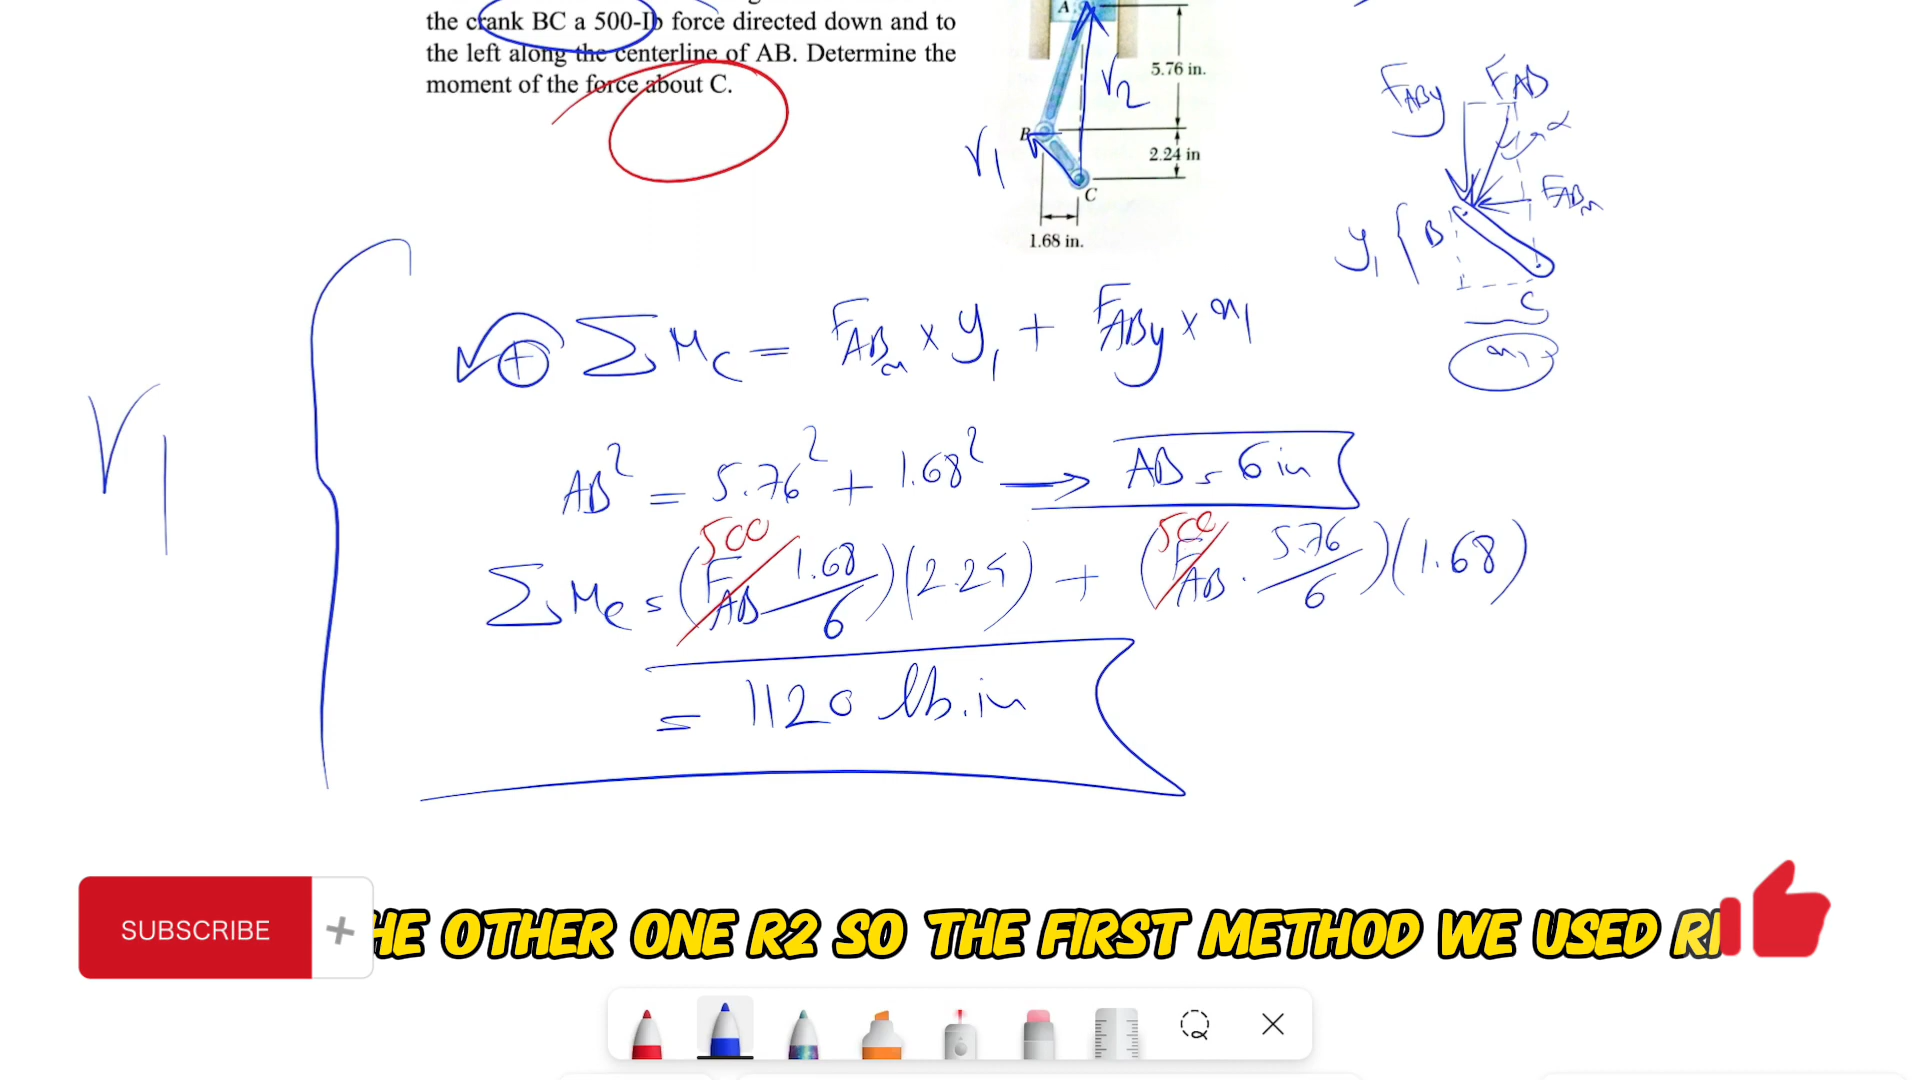 the crank BC a 500-Ib force directed down and to
the left along the centerline of AB. Determine the
moment of the force about C.
A
r2
5.76 in.
B
r1
2.24 in
C
1.68 in.
FABy FAB
α
FABx
y1 { B
C
x1
r1
+ ΣMC = FABx × y1 + FABy × x1
AB² = 5.76² + 1.68² → AB = 6 in
500 500
ΣMC = (FAB 1.68/6)(2.24) + (FAB · 5.76/6)(1.68)
= 1120 lb.in
SUBSCRIBE +
HE OTHER ONE R2 SO THE FIRST METHOD WE USED R1